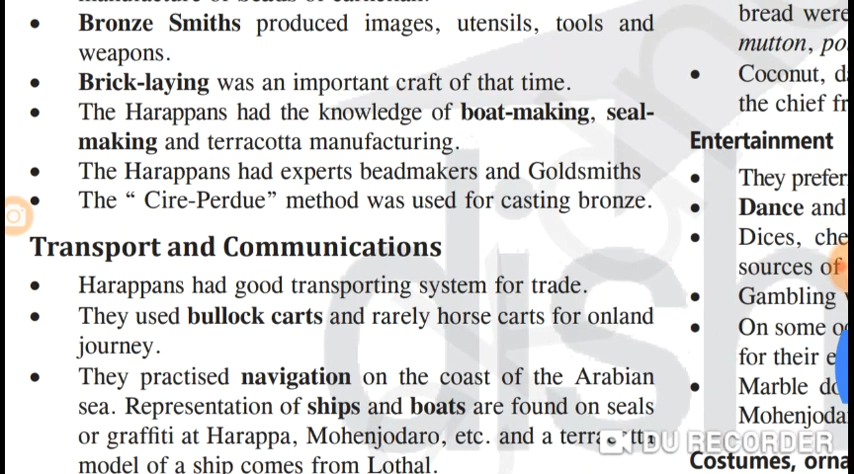 • Bronze Smiths produced images, utensils, tools and
weapons.
• Brick-laying was an important craft of that time.
• The Harappans had the knowledge of boat-making, seal-
making and terracotta manufacturing.
• The Harappans had experts beadmakers and Goldsmiths
• The “ Cire-Perdue” method was used for casting bronze.
Transport and Communications
• Harappans had good transporting system for trade.
• They used bullock carts and rarely horse carts for onland
journey.
• They practised navigation on the coast of the Arabian
sea. Representation of ships and boats are found on seals
or graffiti at Harappa, Mohenjodaro, etc. and a
model of a ship comes from Lothal.
bread were
mutton, po
• Coconut, d
the chief fr
Entertainment
• They prefer
• Dance and
• Dices, che
sources of
• Gambling
• On some o
for their e
• Marble do
Mohenjoda
Costumes, orna
DU RECORDER
dish